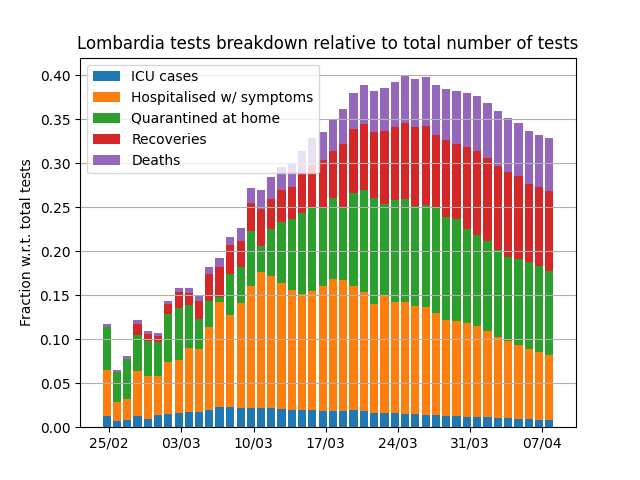 Lombardia tests breakdown relative to total number of tests
Fraction w.r.t. total tests
0.40
0.35
0.30
0.25
0.20
0.15
0.10
0.05
0.00
ICU cases
Hospitalised w/ symptoms
Quarantined at home
Recoveries
Deaths
25/02
03/03
10/03
17/03
24/03
31/03
07/04